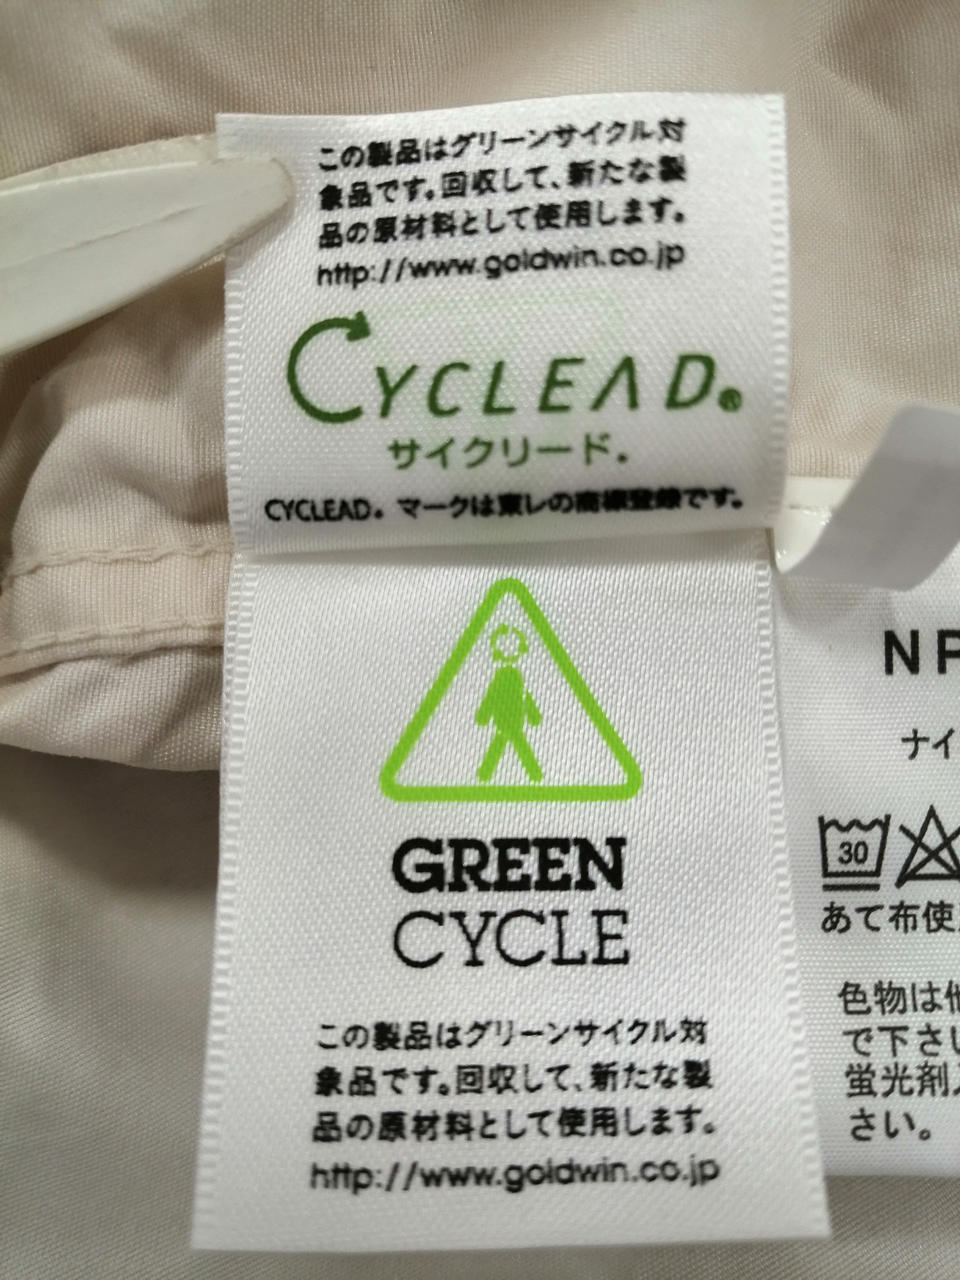 この製品はグリーンサイクル対
象品です。回収して、新たな製
品の原材料として使用します。
http://www.goldwin.co.jp
CYCLEAD®
サイクリード.
CYCLEAD. マークは東レの商標登録です。
GREEN
CYCLE
この製品はグリーンサイクル対
象品です。回収して、新たな製
品の原材料として使用します。
http://www.goldwin.co.jp
NP
ナイ
30
あて布使
色物は他
で下さい
蛍光剤
さい。